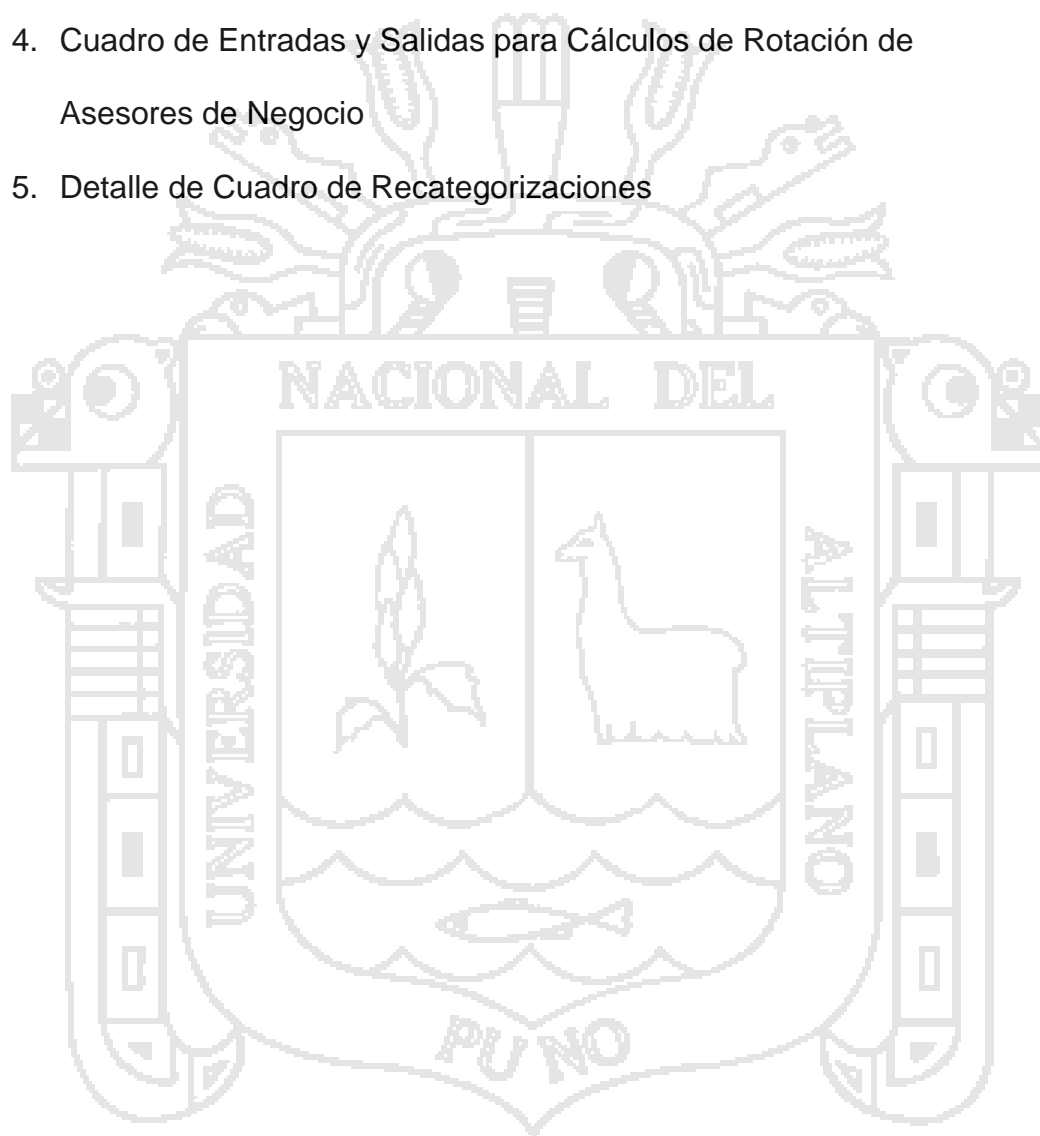 4. Cuadro de Entradas y Salidas para Cálculos de Rotación de
Asesores de Negocio
5. Detalle de Cuadro de Recategorizaciones
NACIONAL DEL
UNIVERSIDAD
ALTIPLANO
PUNO